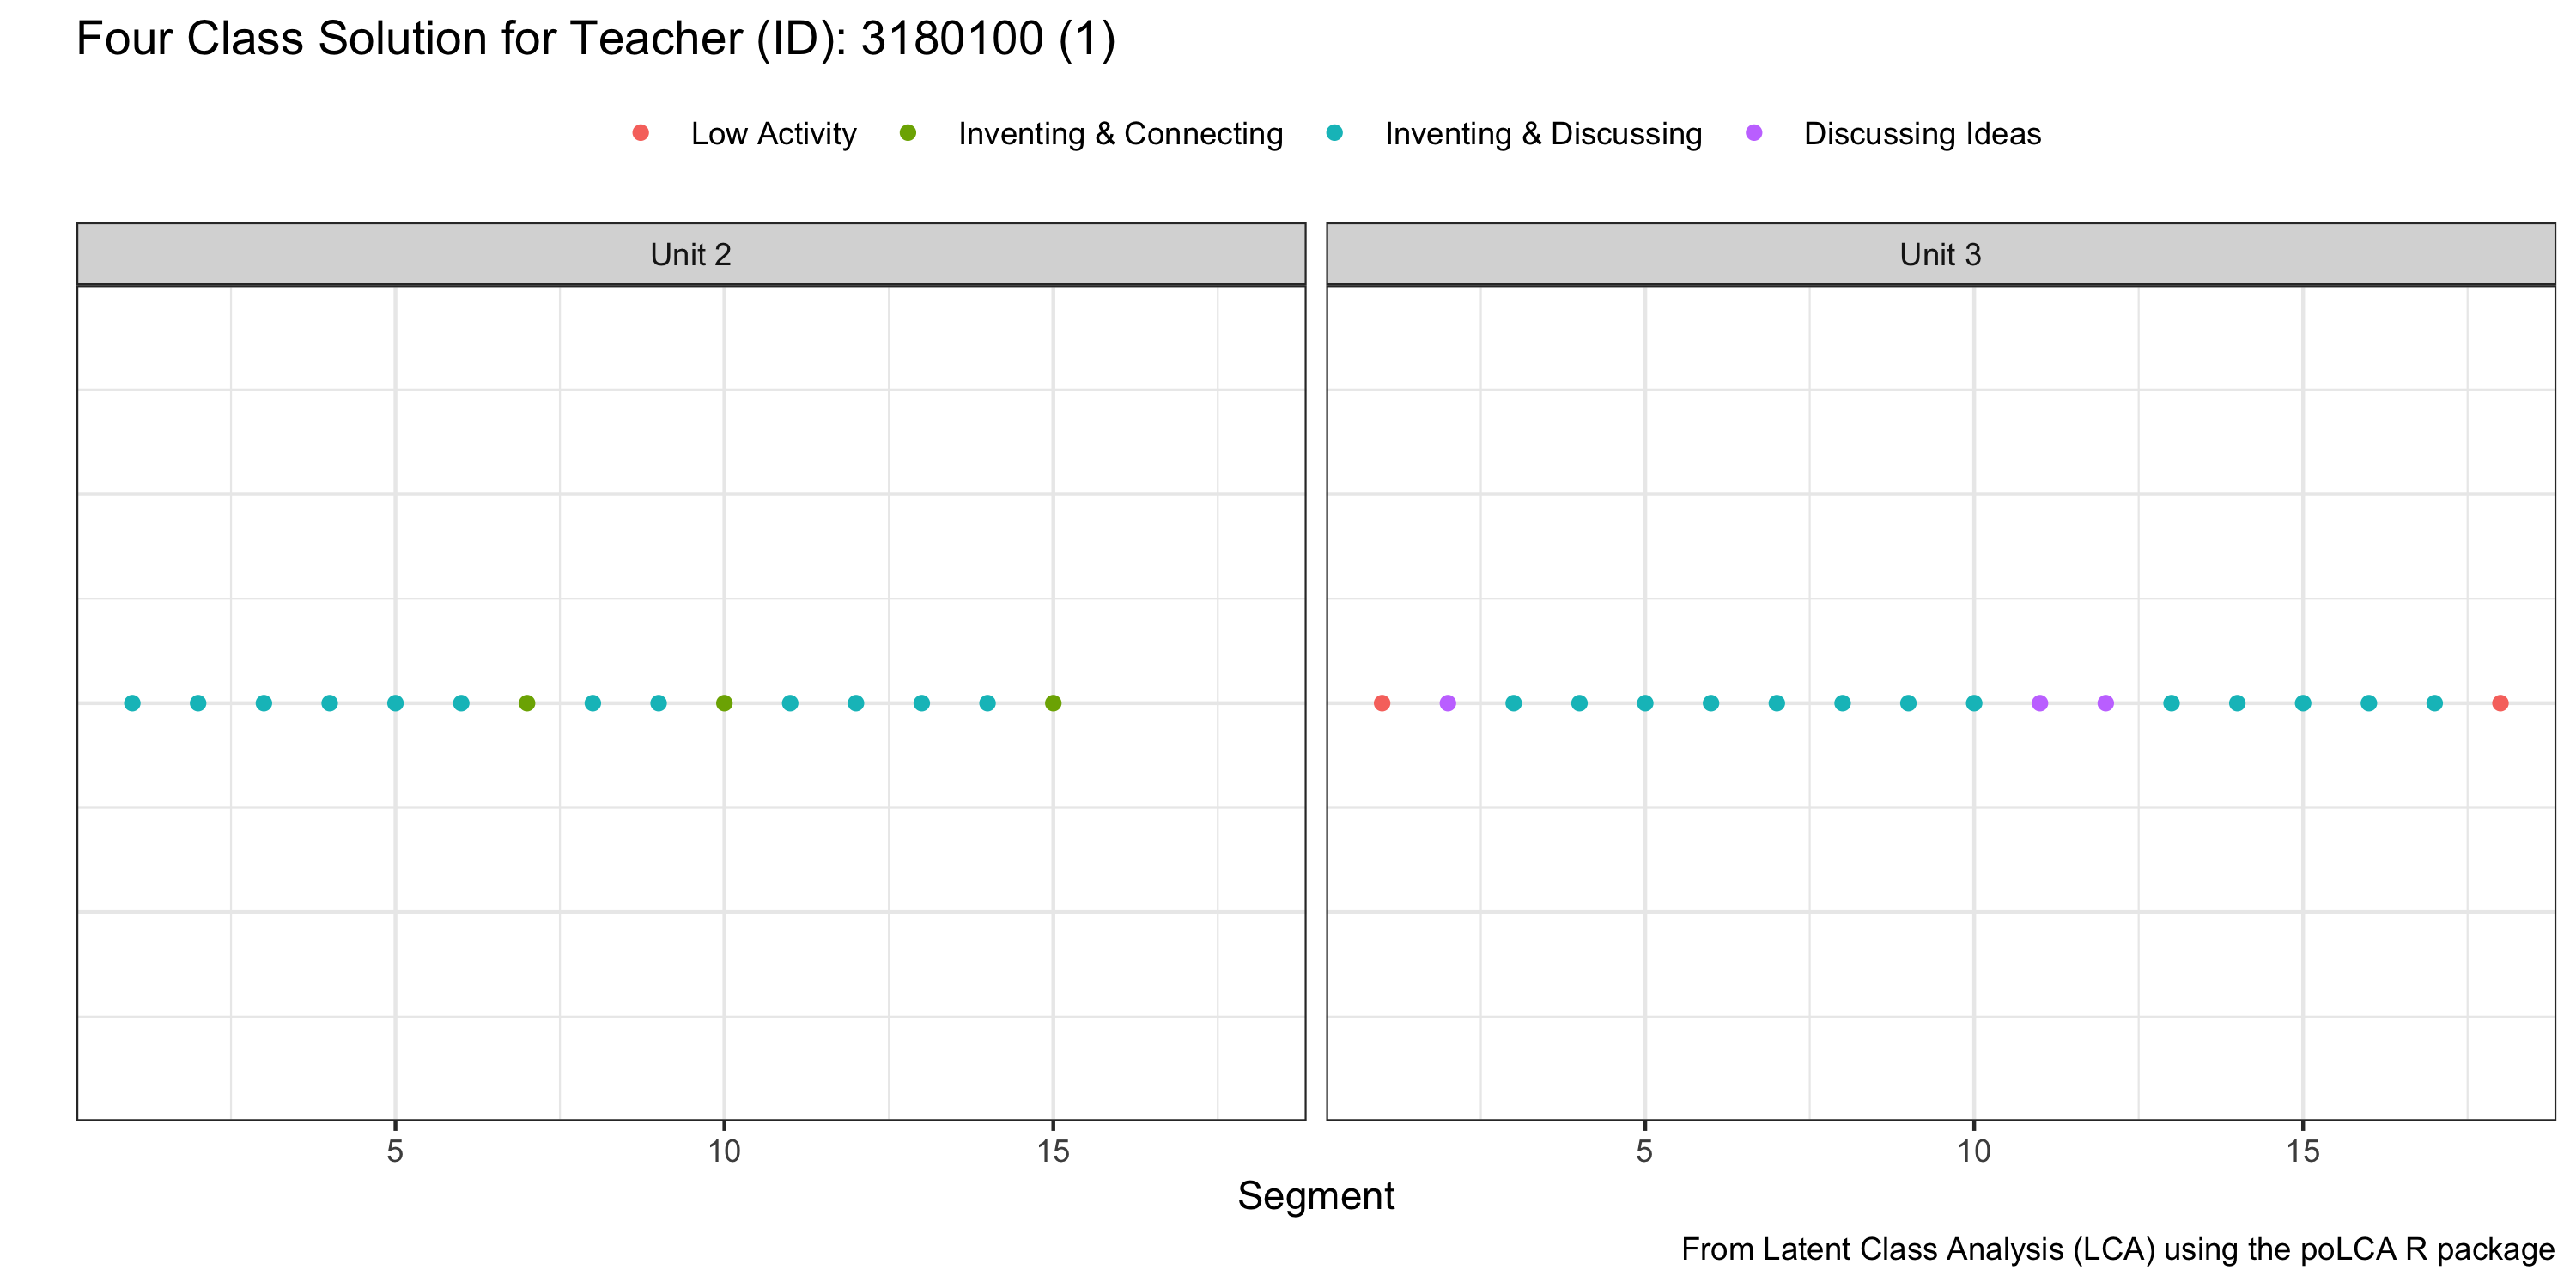 Four Class Solution for Teacher (ID): 3180100 (1)
Low Activity Inventing & Connecting Inventing & Discussing Discussing Ideas
Unit 2 Unit 3
5 10 15 5 10 15
Segment
From Latent Class Analysis (LCA) using the poLCA R package